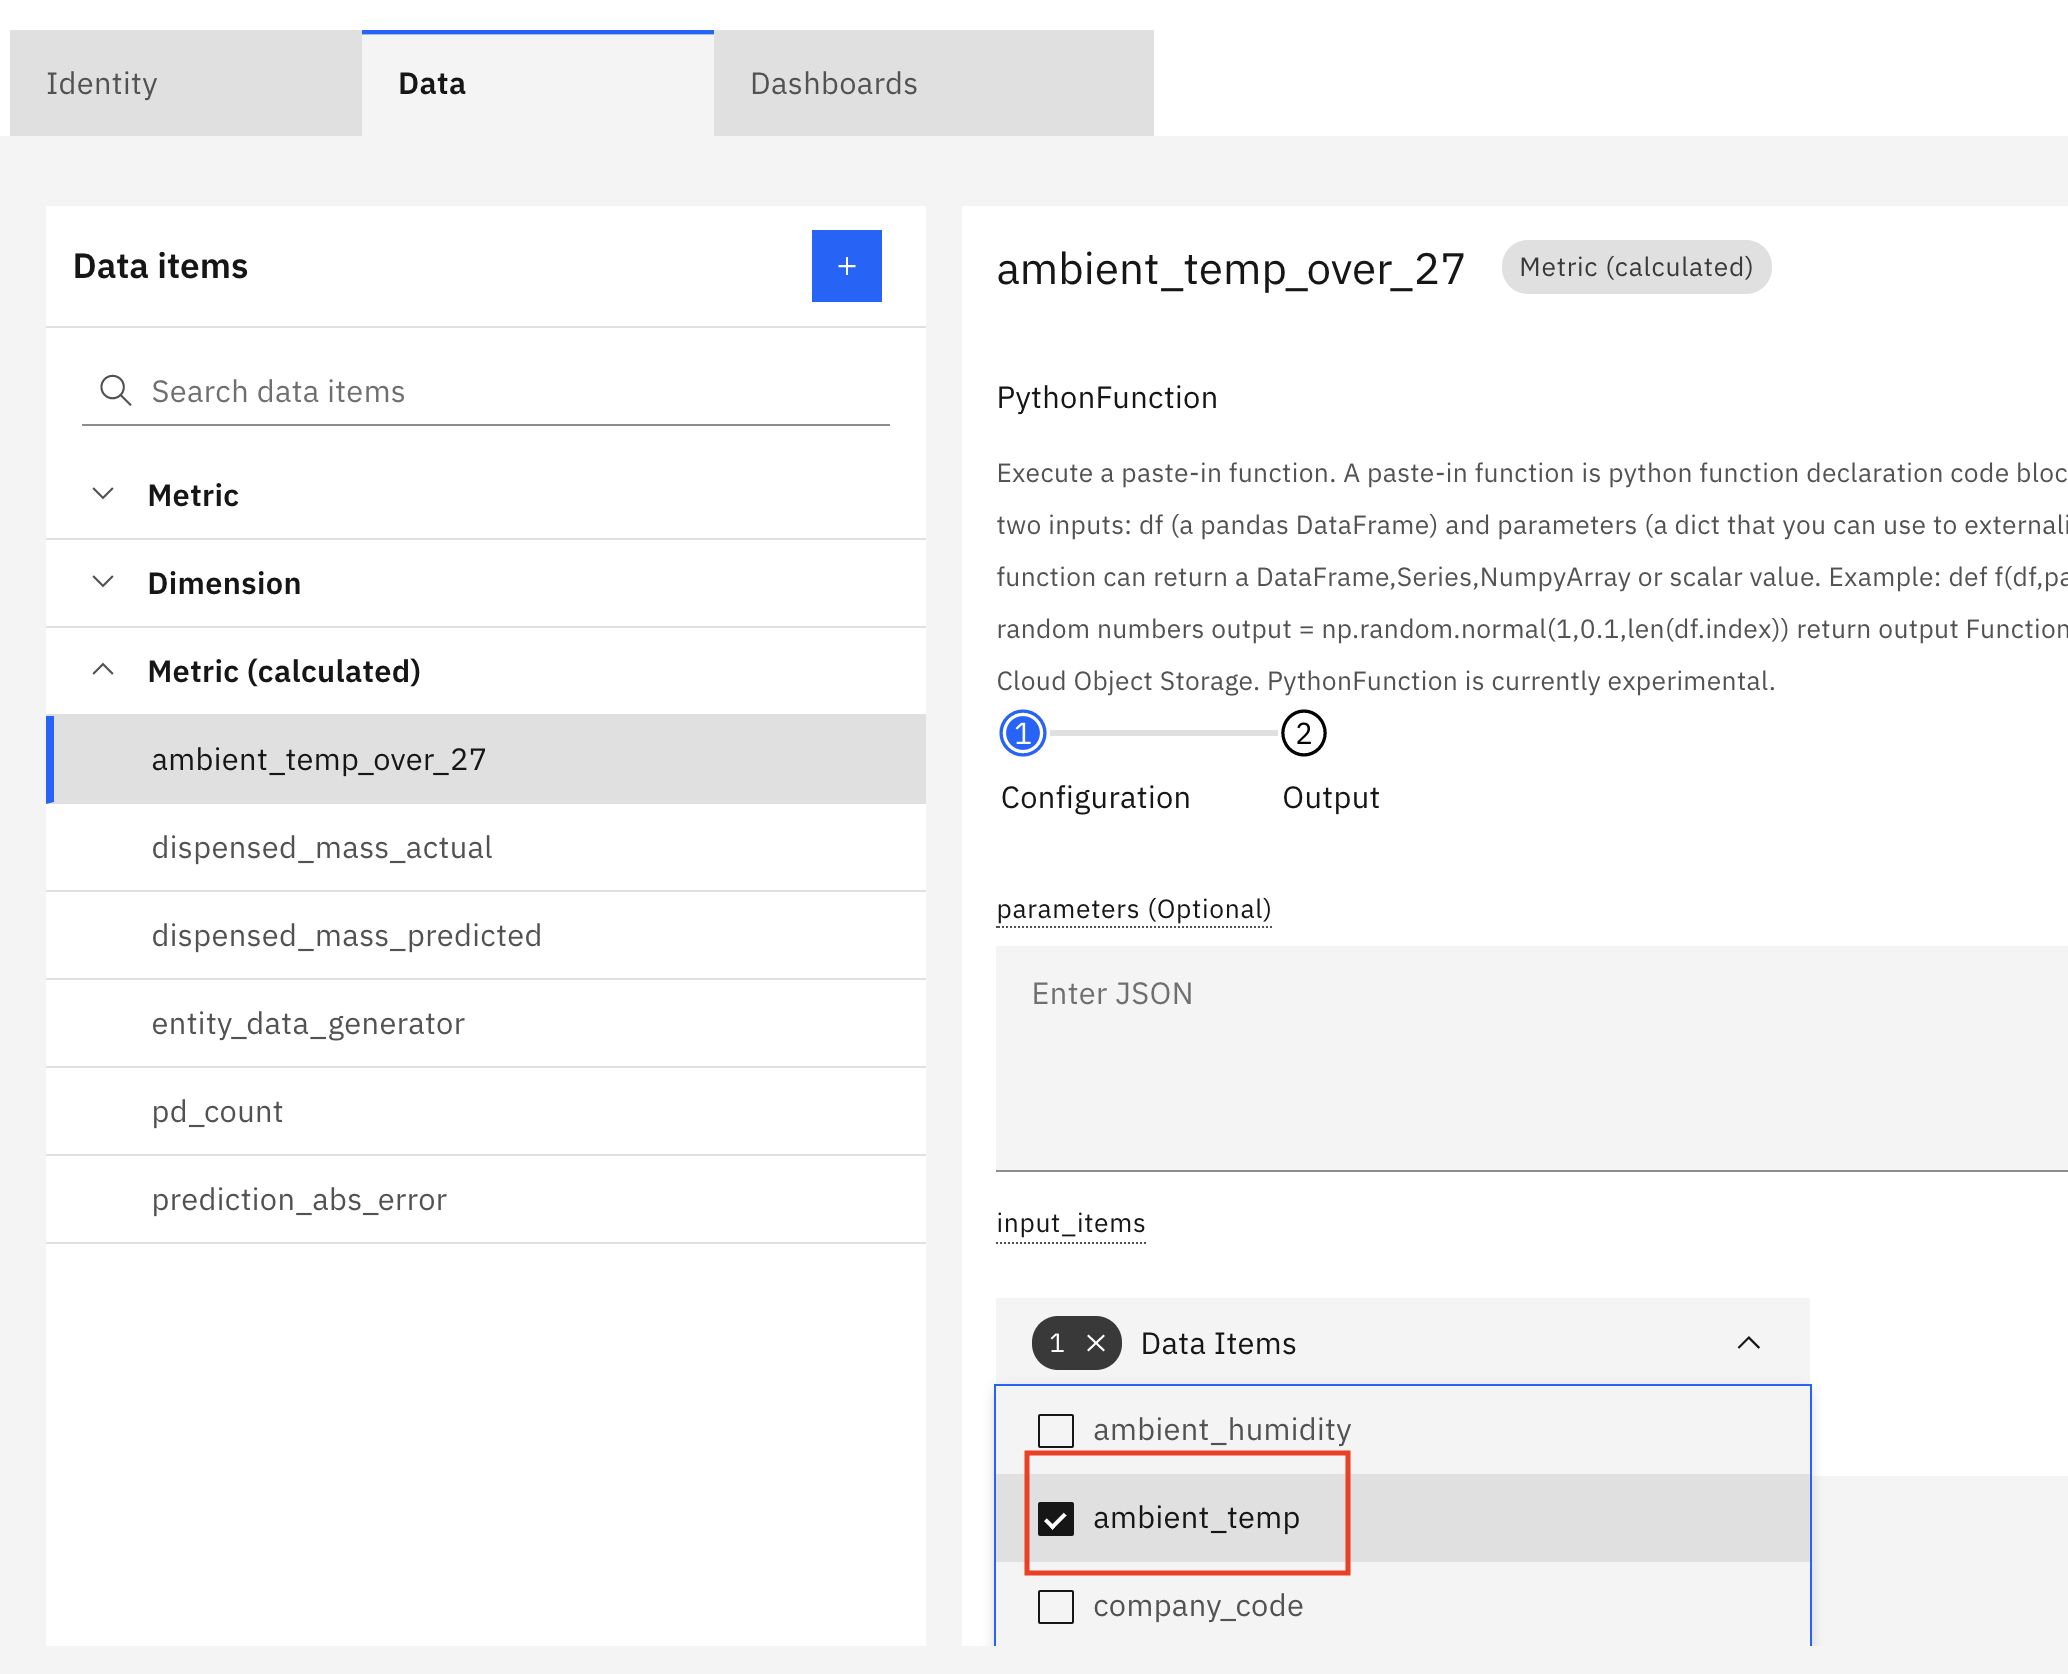 Identity
Data
Dashboards
Data items
+
Search data items
Metric
Dimension
Metric (calculated)
ambient_temp_over_27
dispensed_mass_actual
dispensed_mass_predicted
entity_data_generator
pd_count
prediction_abs_error
ambient_temp_over_27
Metric (calculated)
PythonFunction
Execute a paste-in function. A paste-in function is python function declaration code bloc
two inputs: df (a pandas DataFrame) and parameters (a dict that you can use to externali
function can return a DataFrame,Series,NumpyArray or scalar value. Example: def f(df,pa
random numbers output = np.random.normal(1,0.1,len(df.index)) return output Function
Cloud Object Storage. PythonFunction is currently experimental.
1
2
Configuration
Output
parameters (Optional)
Enter JSON
input_items
1
Data Items
ambient_humidity
ambient_temp
company_code